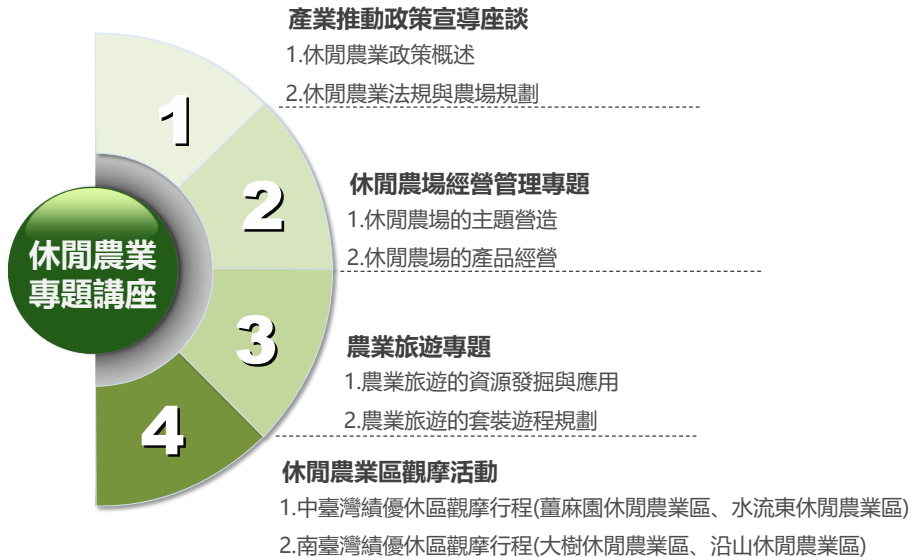 產業推動政策宣導座談
1.休閒農業政策概述
2.休閒農業法規與農場規劃
1
2
休閒農場經營管理專題
1.休閒農場的主題營造
2.休閒農場的產品經營
休閒農業
專題講座
3
農業旅遊專題
1.農業旅遊的資源發掘與應用
2.農業旅遊的套裝遊程規劃
4
休閒農業區觀摩活動
1.中臺灣績優休區觀摩行程(薑麻園休閒農業區、水流東休閒農業區)
2.南臺灣績優休區觀摩行程(大樹休閒農業區、沿山休閒農業區)